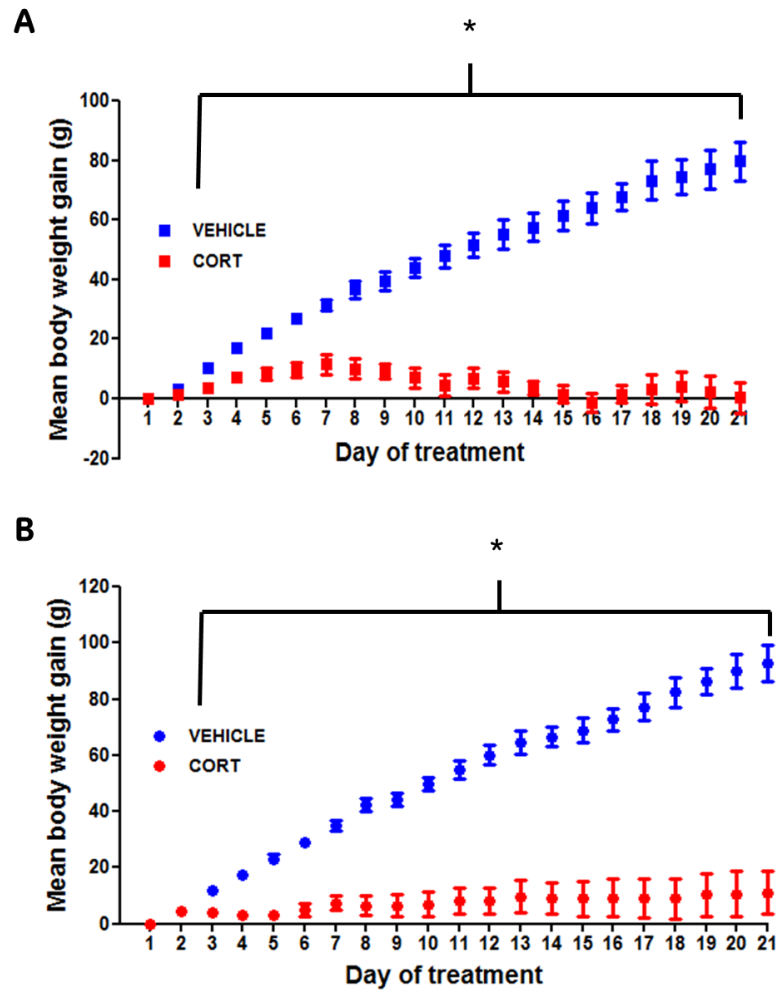 A
*
Mean body weight gain (g)
100
80
60
40
20
0
-20
VEHICLE
CORT
1 2 3 4 5 6 7 8 9 10 11 12 13 14 15 16 17 18 19 20 21
Day of treatment
B
*
Mean body weight gain (g)
120
100
80
60
40
20
0
VEHICLE
CORT
1 2 3 4 5 6 7 8 9 10 11 12 13 14 15 16 17 18 19 20 21
Day of treatment